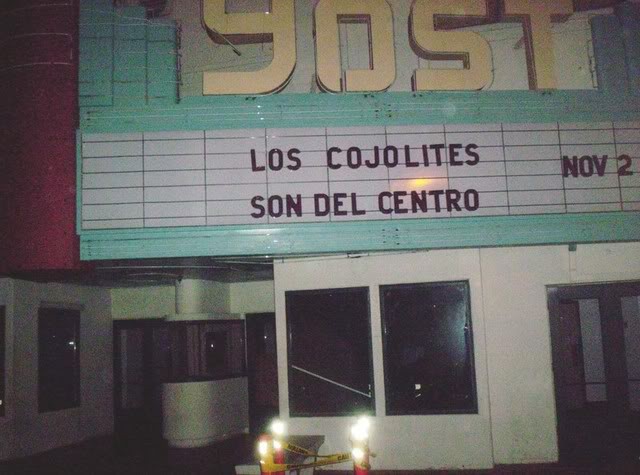 YOST
LOS COJOLITES
NOV 2
SON DEL CENTRO